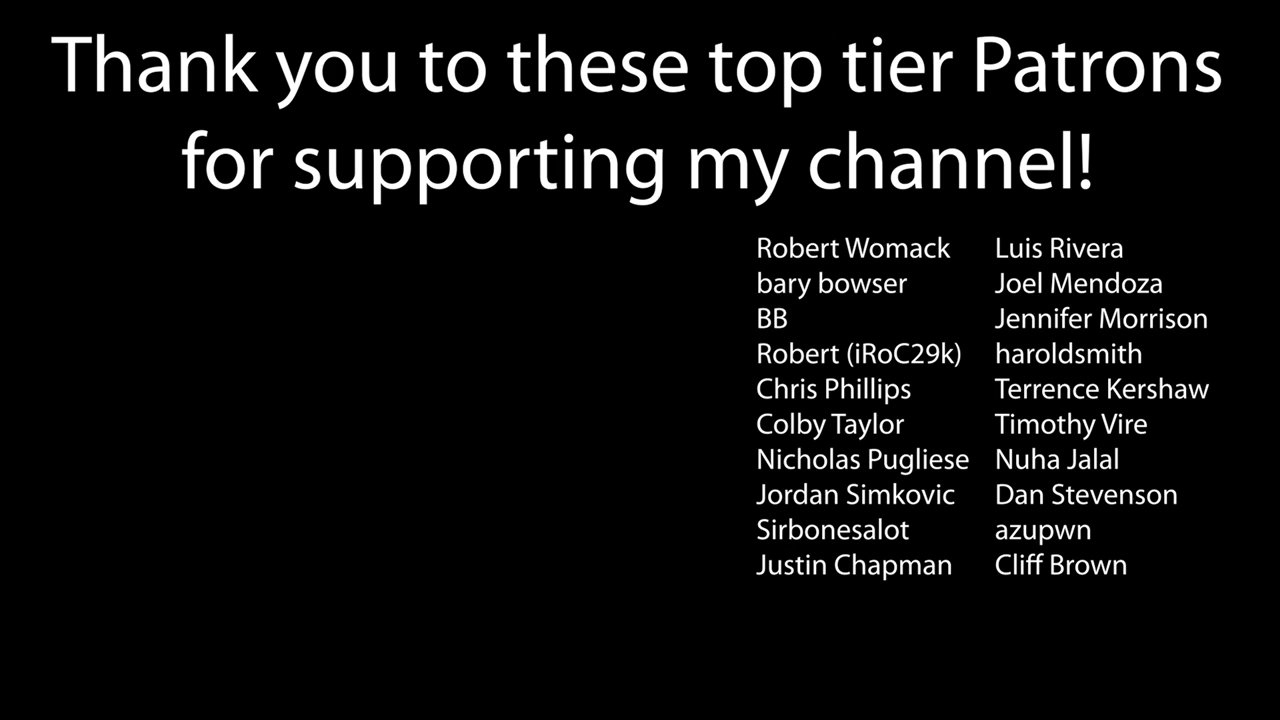 Thank you to these top tier Patrons
for supporting my channel!
Robert Womack
bary bowser
BB
Robert (iRoC29k)
Chris Phillips
Colby Taylor
Nicholas Pugliese
Jordan Simkovic
Sirbonesalot
Justin Chapman
Luis Rivera
Joel Mendoza
Jennifer Morrison
haroldsmith
Terrence Kershaw
Timothy Vire
Nuha Jalal
Dan Stevenson
azupwn
Cliff Brown